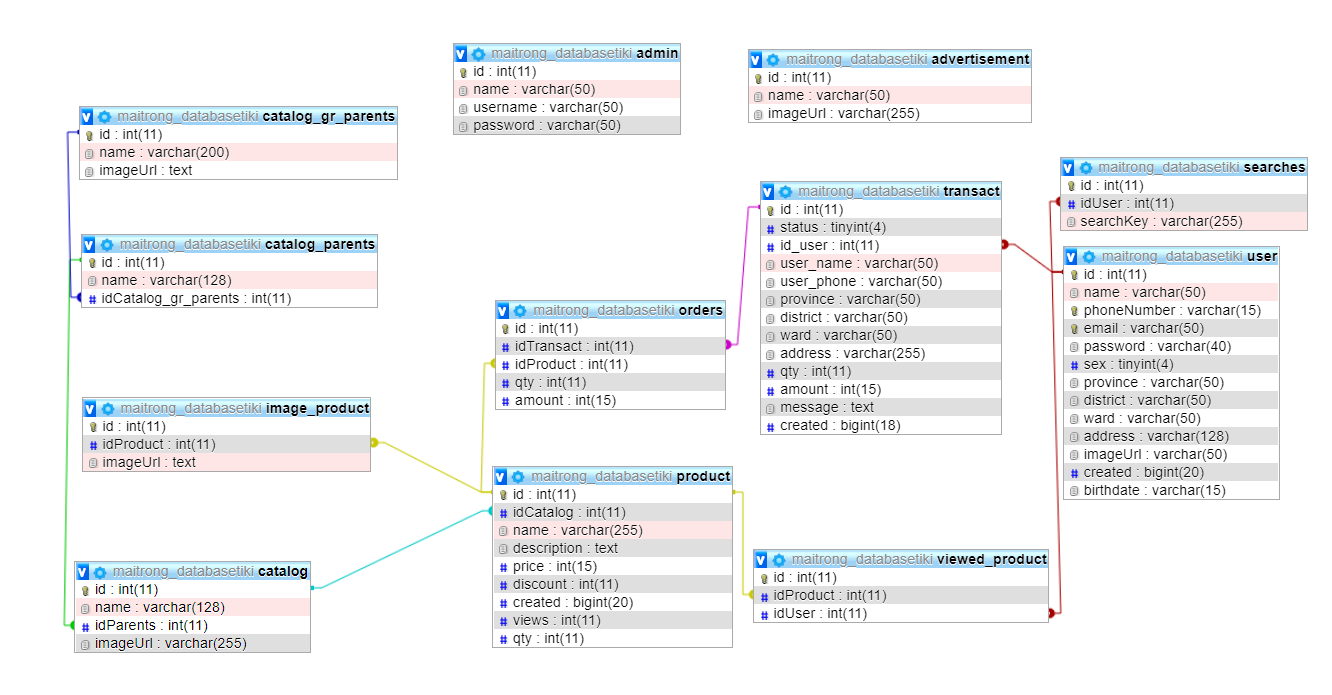 maitrong_databasetiki admin
id : int(11)
name : varchar(50)
username : varchar(50)
password : varchar(50)
maitrong_databasetiki advertisement
id : int(11)
name : varchar(50)
imageUrl : varchar(255)
maitrong_databasetiki catalog_gr_parents
id : int(11)
name : varchar(200)
imageUrl : text
maitrong_databasetiki searches
id : int(11)
idUser : int(11)
searchKey : varchar(255)
maitrong_databasetiki transact
id : int(11)
status : tinyint(4)
id_user : int(11)
user_name : varchar(50)
user_phone : varchar(50)
province : varchar(50)
district : varchar(50)
ward : varchar(50)
address : varchar(255)
qty : int(11)
amount : int(15)
message : text
created : bigint(18)
maitrong_databasetiki catalog_parents
id : int(11)
name : varchar(128)
idCatalog_gr_parents : int(11)
maitrong_databasetiki user
id : int(11)
name : varchar(50)
phoneNumber : varchar(15)
email : varchar(50)
password : varchar(40)
sex : tinyint(4)
province : varchar(50)
district : varchar(50)
ward : varchar(50)
address : varchar(128)
imageUrl : varchar(50)
created : bigint(20)
birthdate : varchar(15)
maitrong_databasetiki orders
id : int(11)
idTransact : int(11)
idProduct : int(11)
qty : int(11)
amount : int(15)
maitrong_databasetiki image_product
id : int(11)
idProduct : int(11)
imageUrl : text
maitrong_databasetiki product
id : int(11)
idCatalog : int(11)
name : varchar(255)
description : text
price : int(15)
discount : int(11)
created : bigint(20)
views : int(11)
qty : int(11)
maitrong_databasetiki viewed_product
id : int(11)
idProduct : int(11)
idUser : int(11)
maitrong_databasetiki catalog
id : int(11)
name : varchar(128)
idParents : int(11)
imageUrl : varchar(255)